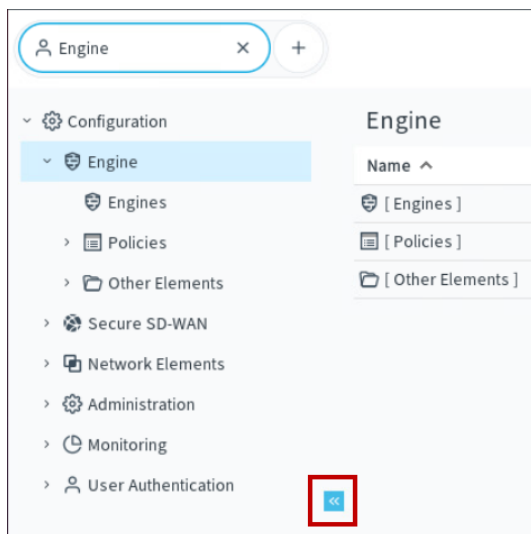 Engine
Configuration
Engine
Engines
Policies
Other Elements
Secure SD-WAN
Network Elements
Administration
Monitoring
User Authentication
Engine
Name
[ Engines ]
[ Policies ]
[ Other Elements ]